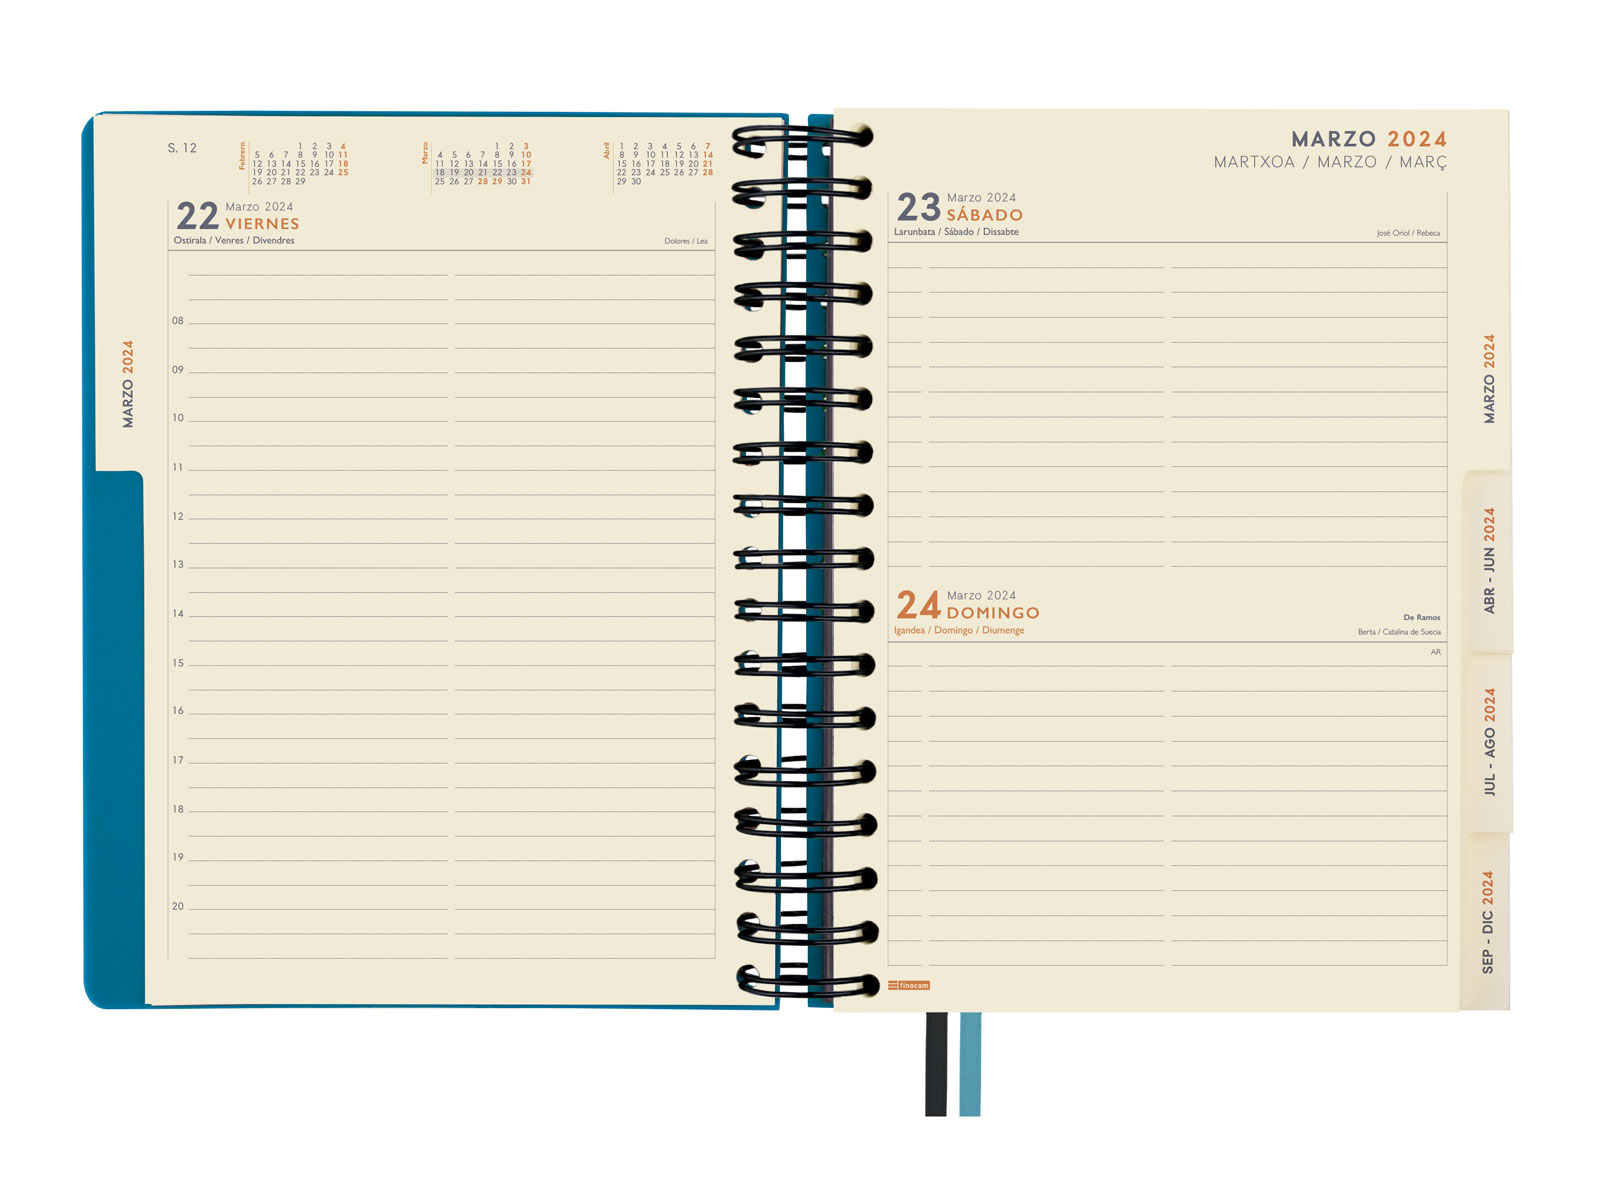 S. 12
Febrero
1 2 3 4
5 6 7 8 9 10 11
12 13 14 15 16 17 18
19 20 21 22 23 24 25
26 27 28 29
Marzo
1 2 3
4 5 6 7 8 9 10
11 12 13 14 15 16 17
18 19 20 21 22 23 24
25 26 27 28 29 30 31
Abril
1 2 3 4 5 6 7
8 9 10 11 12 13 14
15 16 17 18 19 20 21
22 23 24 25 26 27 28
29 30
22 Marzo 2024
VIERNES
Ostirala / Venres / Divendres
Dolores / Lea
08
09
10
11
12
13
14
15
16
17
18
19
20
MARZO 2024
MARZO 2024
MARTXOA / MARZO / MARÇ
23 Marzo 2024
SÁBADO
Larunbata / Sábado / Dissabte
José Oriol / Rebeca
24 Marzo 2024
DOMINGO
Igandea / Domingo / Diumenge
De Ramos
Berta / Catalina de Suecia
AR
finocam
MARZO 2024
ABR - JUN 2024
JUL - AGO 2024
SEP - DIC 2024